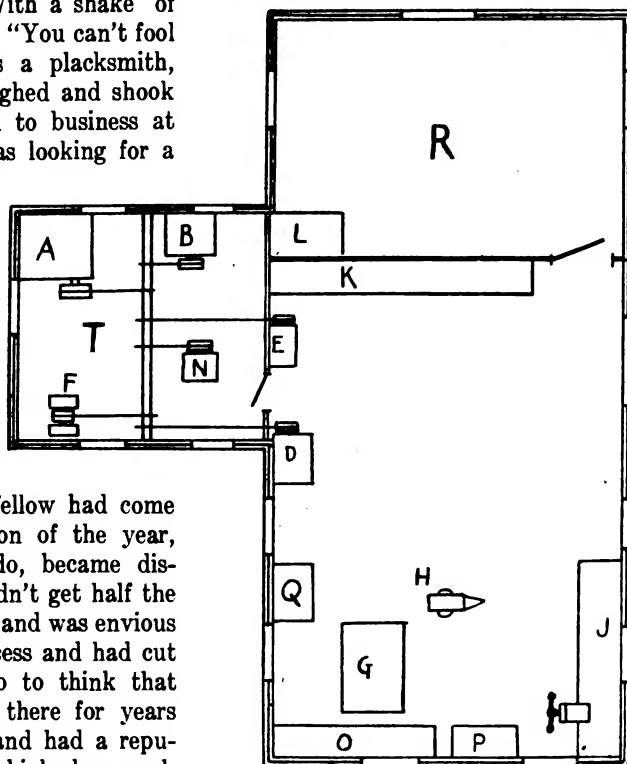 With a shake of
"You can't fool
s a placksmith,
ghed and shook
to business at
as looking for a
R
A
B
L
K
T
E
N
F
D
fellow had come
on of the year,
do, became dis-
dn't get half the
and was envious
cess and had cut
o to think that
there for years
and had a repu-
Q
H
J
G
O
P